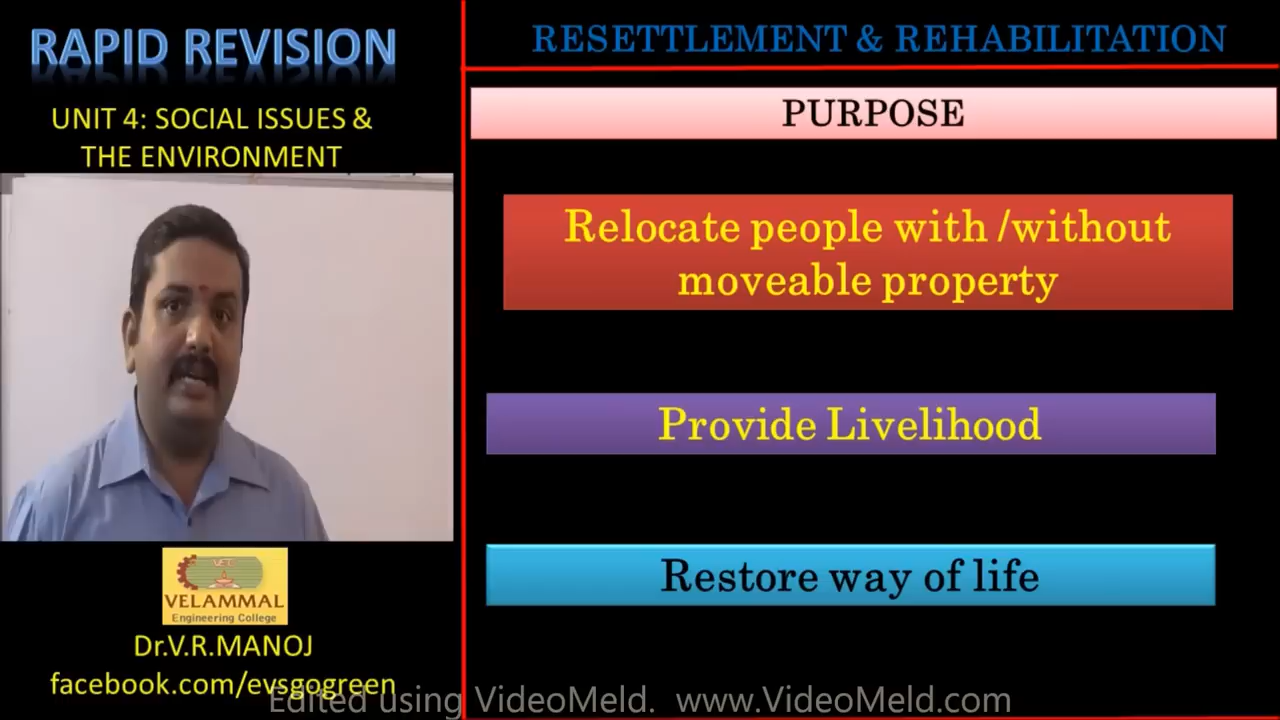 RAPID REVISION
UNIT 4: SOCIAL ISSUES &
THE ENVIRONMENT
VEC
VELAMMAL
Engineering College
Dr.V.R.MANOJ
facebook.com/evsgogreen
RESETTLEMENT & REHABILITATION
PURPOSE
Relocate people with /without
moveable property
Provide Livelihood
Restore way of life
Edited using VideoMeld. www.VideoMeld.com